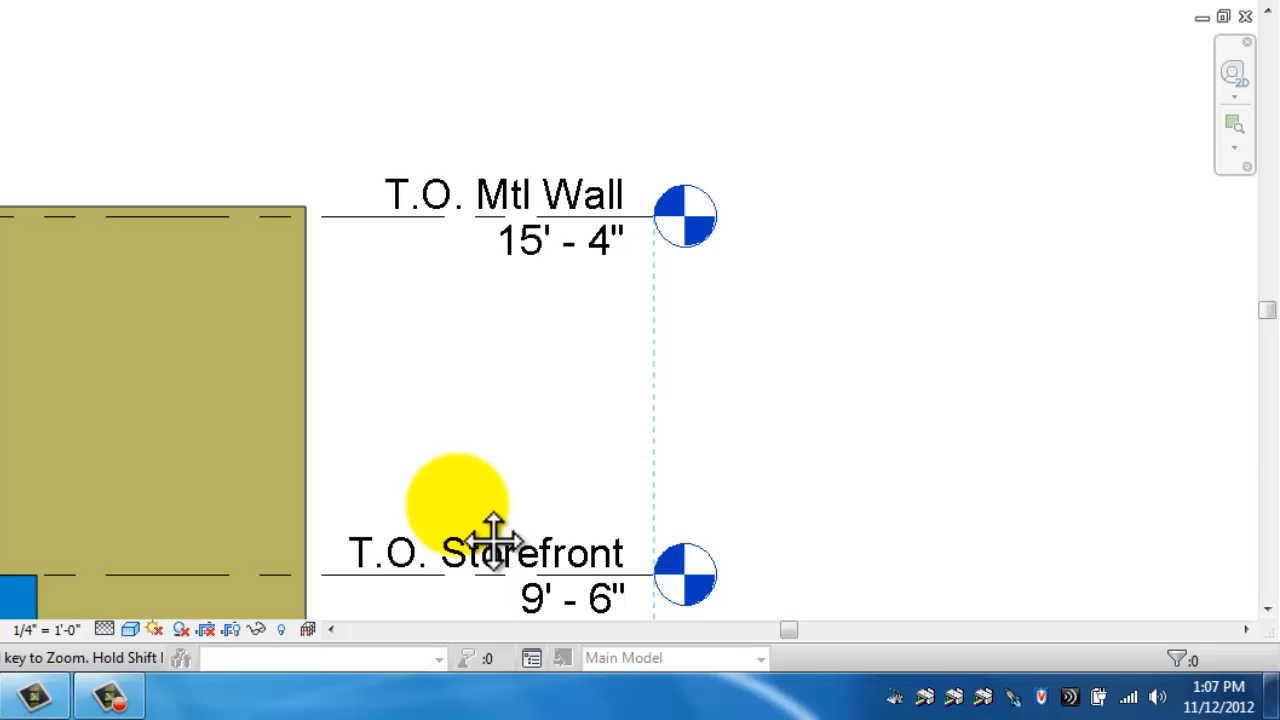 2D
T.O. Mtl Wall
15' - 4"
T.O. Storefront
9' - 6"
1/4" = 1'-0"
key to Zoom. Hold Shift
:0
Main Model
:0
1:07 PM
11/12/2012